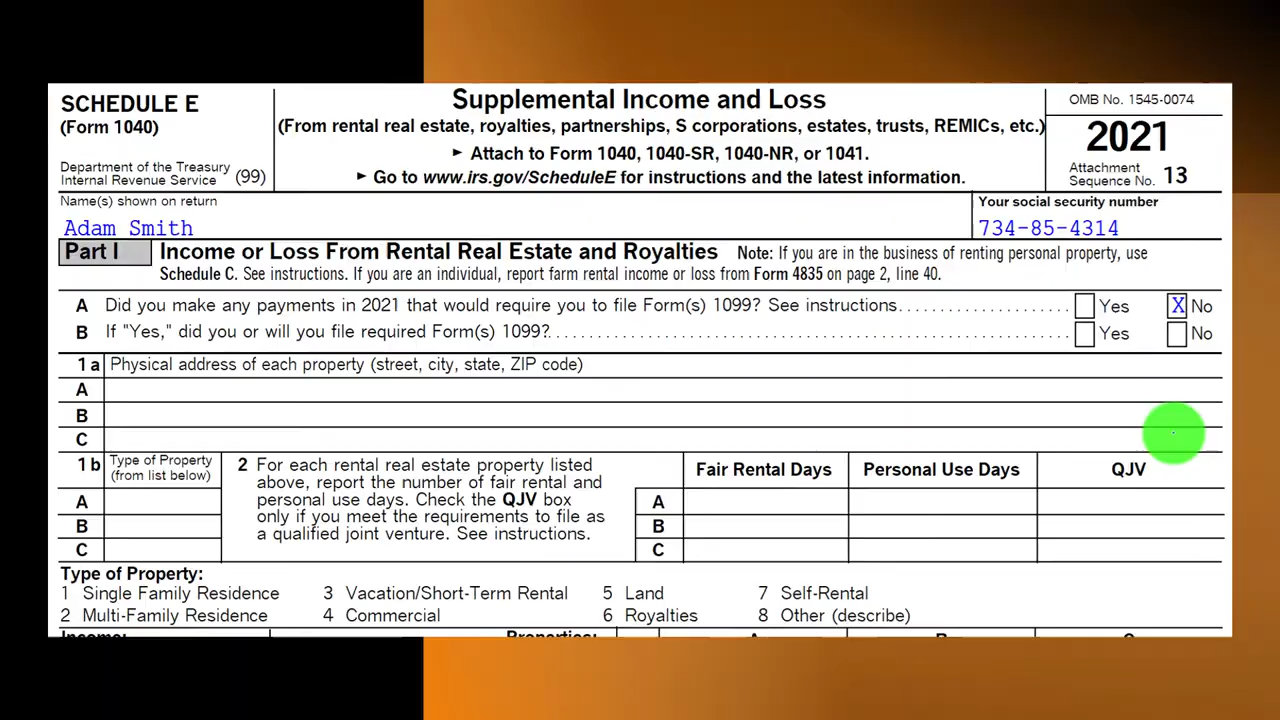 SCHEDULE E
(Form 1040)
Department of the Treasury
Internal Revenue Service (99)
Supplemental Income and Loss
(From rental real estate, royalties, partnerships, S corporations, estates, trusts, REMICs, etc.)
► Attach to Form 1040, 1040-SR, 1040-NR, or 1041.
► Go to www.irs.gov/ScheduleE for instructions and the latest information.
OMB No. 1545-0074
2021
Attachment
Sequence No. 13
Name(s) shown on return
Adam Smith
Your social security number
734-85-4314
Part I Income or Loss From Rental Real Estate and Royalties Note: If you are in the business of renting personal property, use
Schedule C. See instructions. If you are an individual, report farm rental income or loss from Form 4835 on page 2, line 40.
A Did you make any payments in 2021 that would require you to file Form(s) 1099? See instructions Yes X No
B If "Yes," did you or will you file required Form(s) 1099? Yes No
1a Physical address of each property (street, city, state, ZIP code)
A
B
C
1b Type of Property
(from list below)
A
B
C
2 For each rental real estate property listed
above, report the number of fair rental and
personal use days. Check the QJV box
only if you meet the requirements to file as
a qualified joint venture. See instructions.
Fair Rental Days Personal Use Days QJV
A
B
C
Type of Property:
1 Single Family Residence 3 Vacation/Short-Term Rental 5 Land 7 Self-Rental
2 Multi-Family Residence 4 Commercial 6 Royalties 8 Other (describe)
Income: Properties: A B C